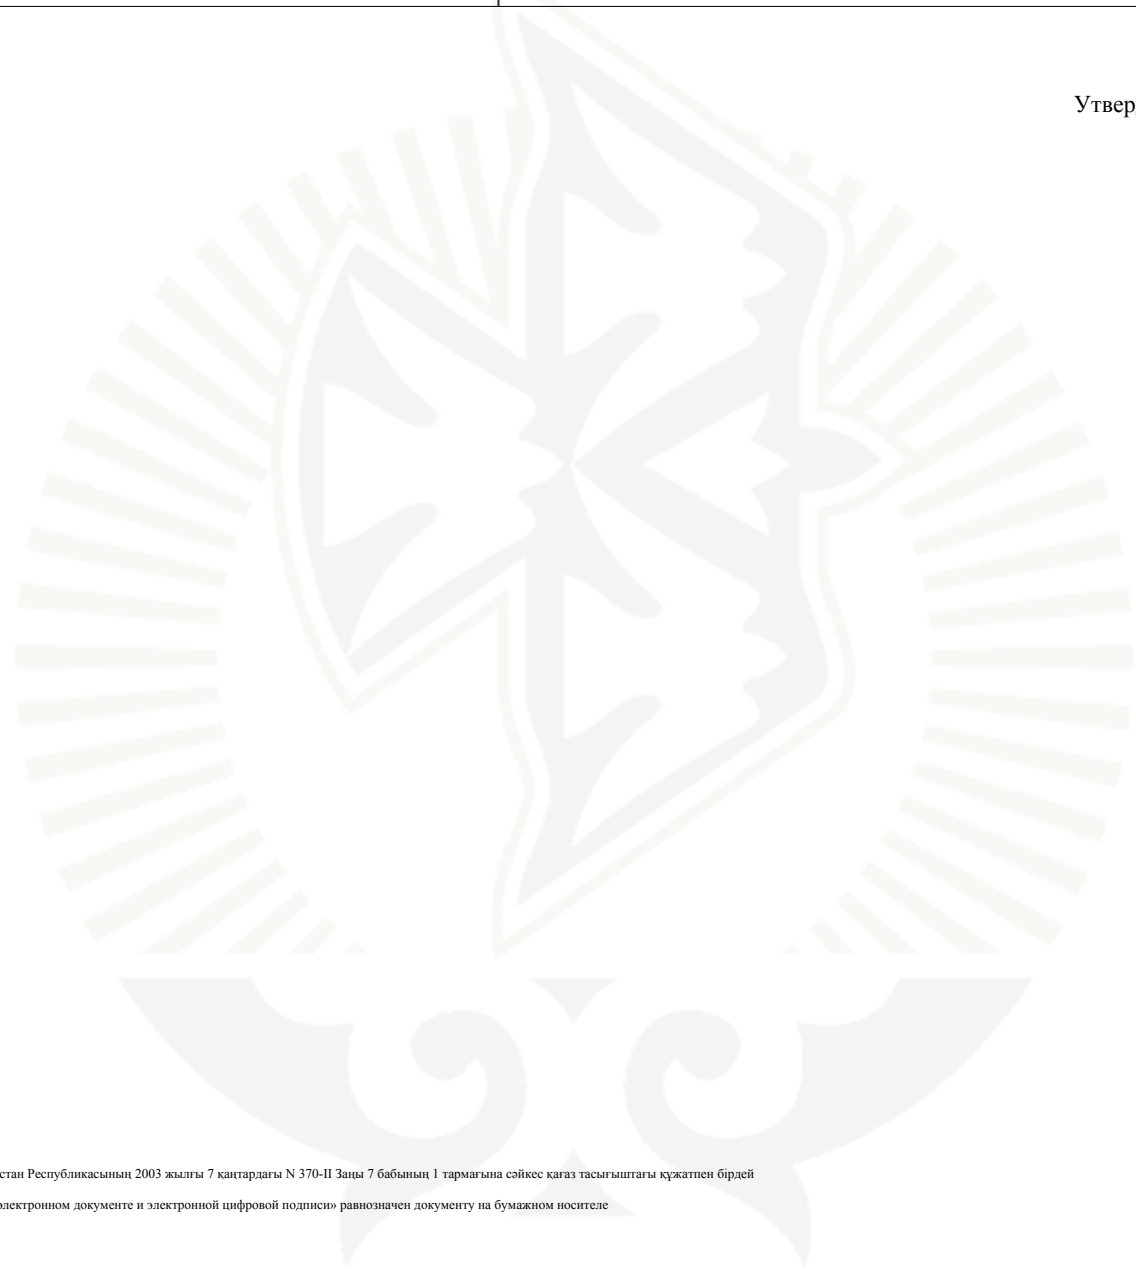 Утвер
стан Республикасының 2003 жылғы 7 қаңтардағы N 370-II Заңы 7 бабының 1 тармағына сәйкес қағаз тасығыштағы құжатпен бірдей
электронном документе и электронной цифровой подписи» равнозначен документу на бумажном носителе